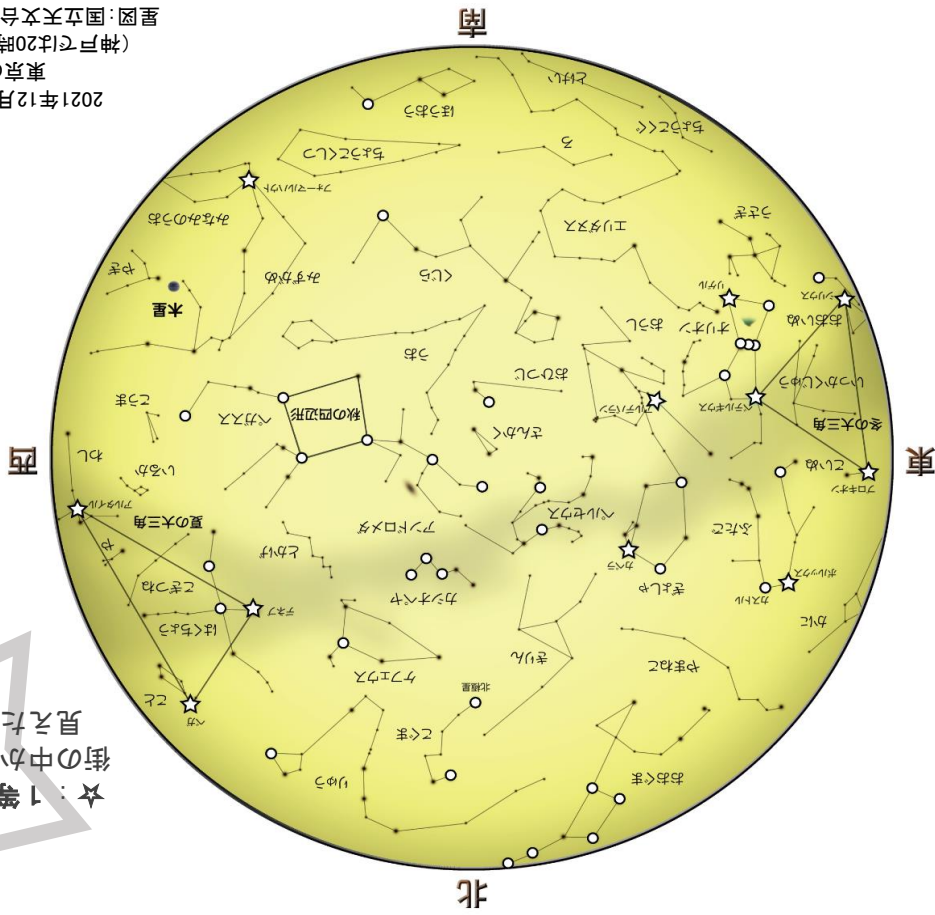 南
2021年12月
東京
(神戸では20時
星図:国立天文台
とけい
ほうおう
ちょうこくぐ
ろ
ちょうこくしつ
フォーマルハウト
みなみのうお
うさぎ
エリダヌス
やぎ
みずがめ
くじら
木星
リゲル
シリウス
おおいぬ
オリオン
おうし
うお
おひつじ
いっかくじゅう
こうま
ペガスス
秋の四辺形
アルデバラン
ベテルギウス
冬の大三角
さんかく
西
わし
いるか
こいぬ
プロキオン
東
アルタイル
夏の大三角
アンドロメダ
ペルセウス
ふたご
や
とかげ
カペラ
ぎょしゃ
ポルックス
カストル
こぎつね
カシオペヤ
デネブ
はくちょう
かに
きりん
やまねこ
ケフェウス
北極星
こと
ベガ
こぐま
りゅう
おおぐま
☆:1等
街の中か
見えた
北